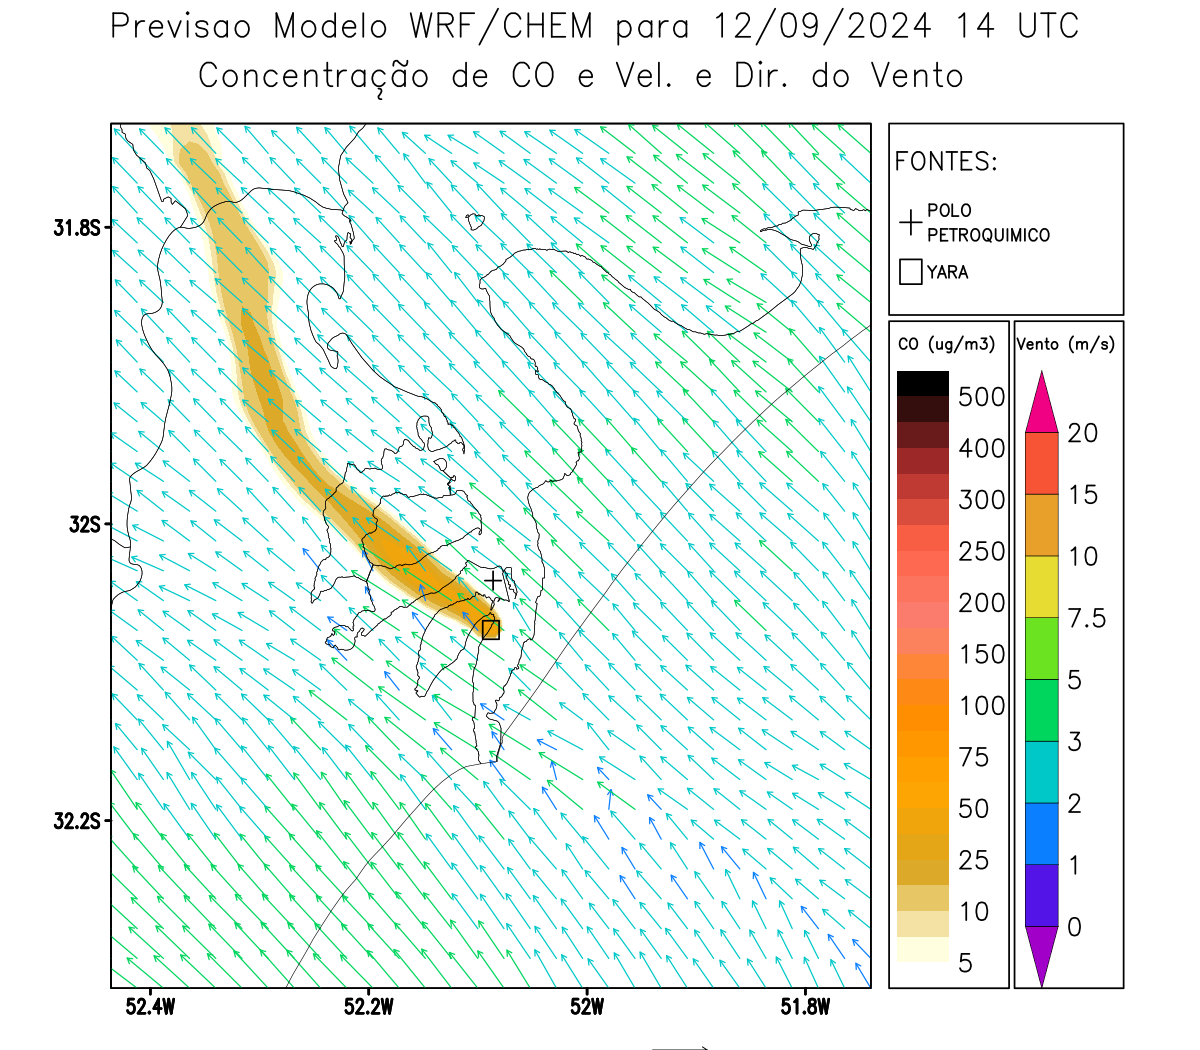 Previsao Modelo WRF/CHEM para 12/09/2024 14 UTC
Concentração de CO e Vel. e Dir. do Vento
FONTES:
POLO
PETROQUIMICO
YARA
CO (ug/m3)
500
400
300
250
200
150
100
75
50
25
10
5
Vento (m/s)
20
15
10
7.5
5
3
2
1
0
31.8S
32S
32.2S
52.4W
52.2W
52W
51.8W